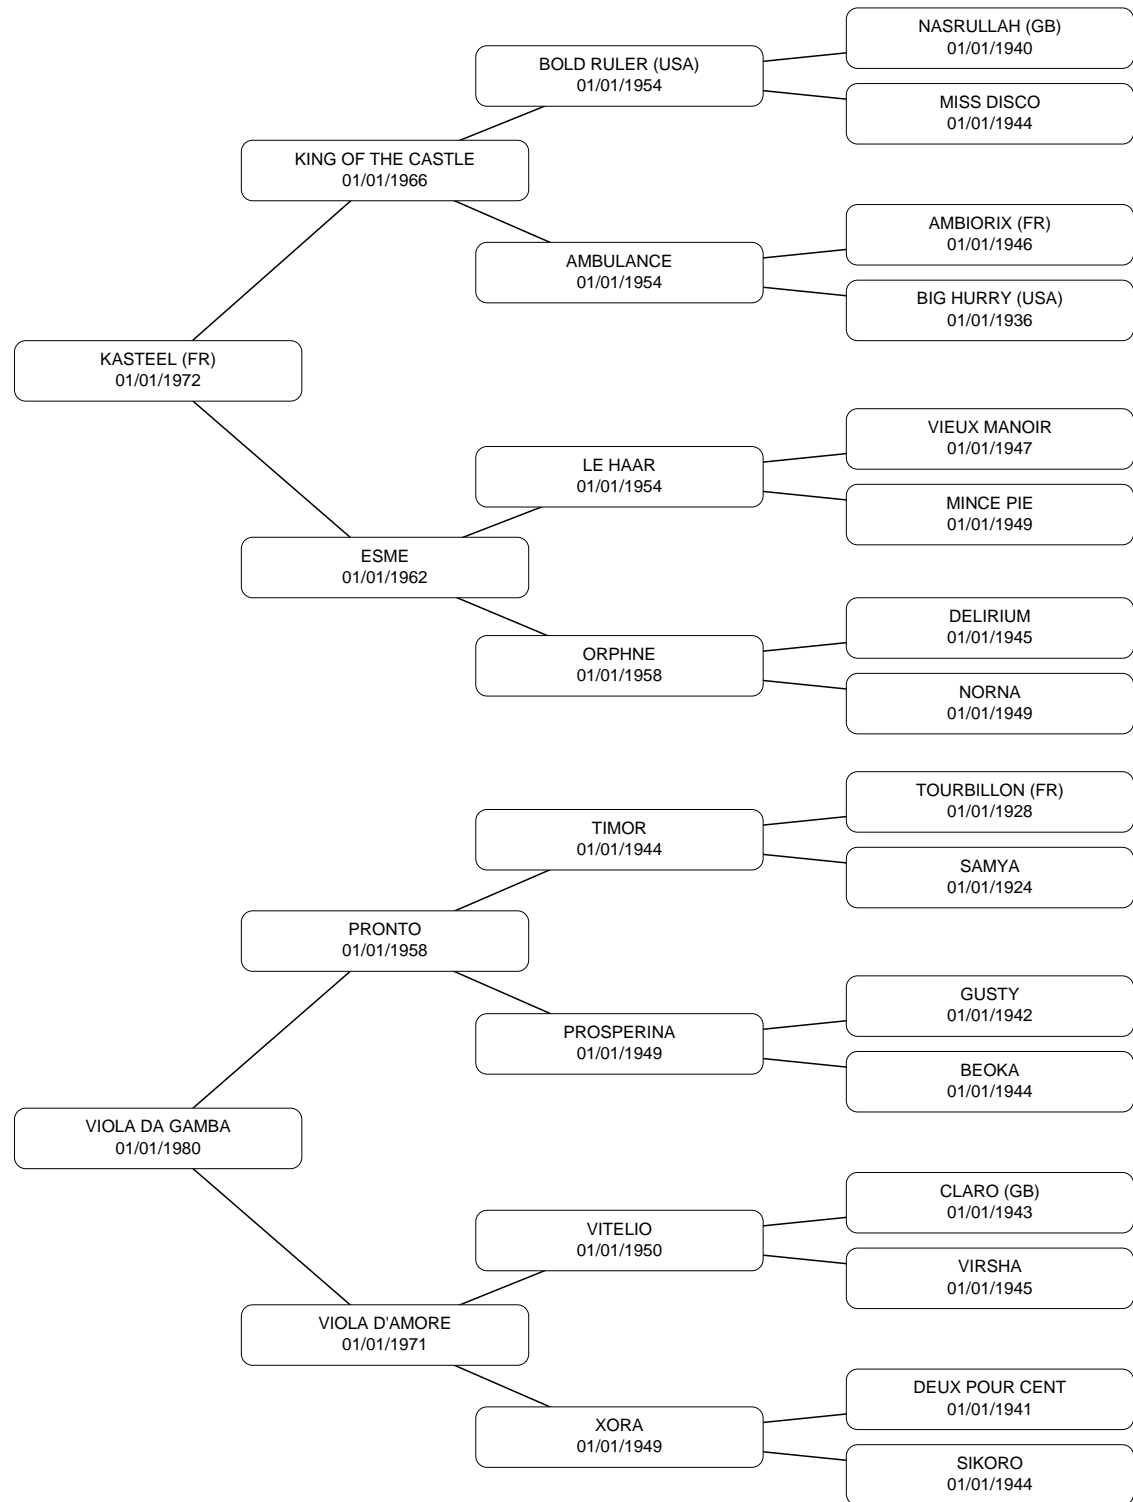 NASRULLAH (GB)
01/01/1940
BOLD RULER (USA)
01/01/1954
MISS DISCO
01/01/1944
KING OF THE CASTLE
01/01/1966
AMBIORIX (FR)
01/01/1946
AMBULANCE
01/01/1954
BIG HURRY (USA)
01/01/1936
KASTEEL (FR)
01/01/1972
VIEUX MANOIR
01/01/1947
LE HAAR
01/01/1954
MINCE PIE
01/01/1949
ESME
01/01/1962
DELIRIUM
01/01/1945
ORPHNE
01/01/1958
NORNA
01/01/1949
TOURBILLON (FR)
01/01/1928
TIMOR
01/01/1944
SAMYA
01/01/1924
PRONTO
01/01/1958
GUSTY
01/01/1942
PROSPERINA
01/01/1949
BEOKA
01/01/1944
VIOLA DA GAMBA
01/01/1980
CLARO (GB)
01/01/1943
VITELIO
01/01/1950
VIRSHA
01/01/1945
VIOLA D'AMORE
01/01/1971
DEUX POUR CENT
01/01/1941
XORA
01/01/1949
SIKORO
01/01/1944